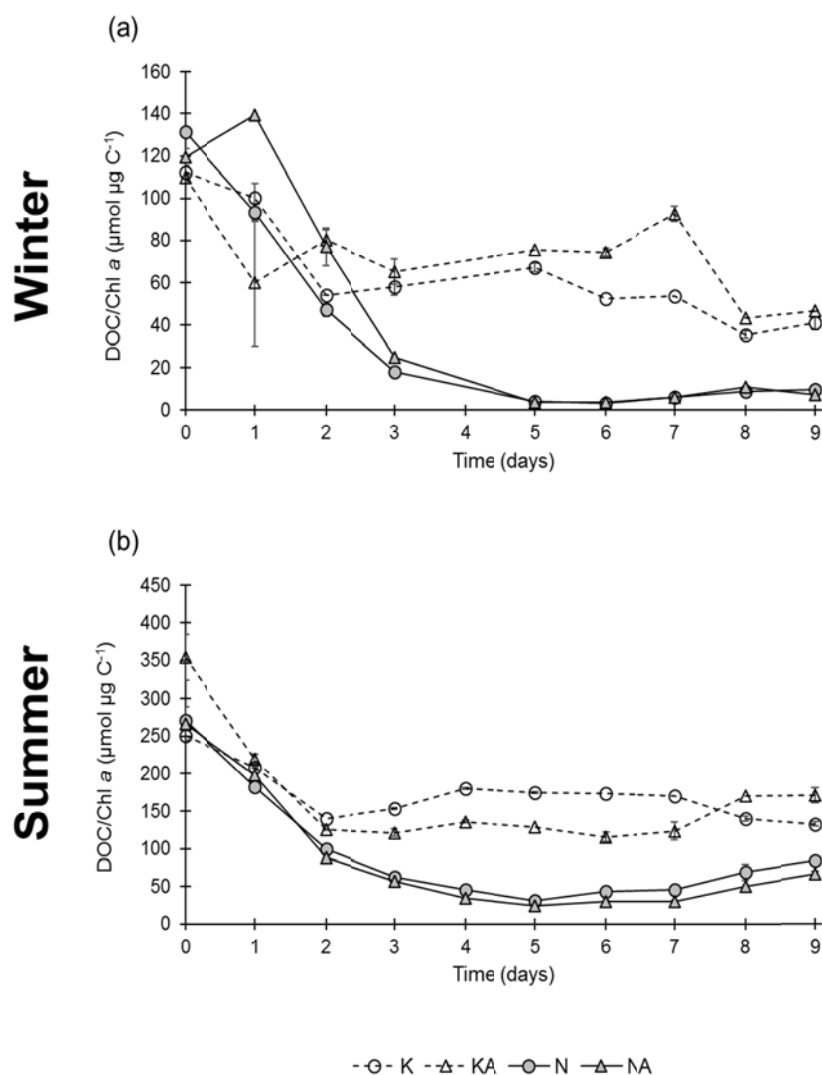 (a)
Winter
DOC/Chl a (µmol µg C⁻¹)
160
140
120
100
80
60
40
20
0
0 1 2 3 4 5 6 7 8 9
Time (days)
(b)
Summer
DOC/Chl a (µmol µg C⁻¹)
450
400
350
300
250
200
150
100
50
0
0 1 2 3 4 5 6 7 8 9
Time (days)
K KA N NA